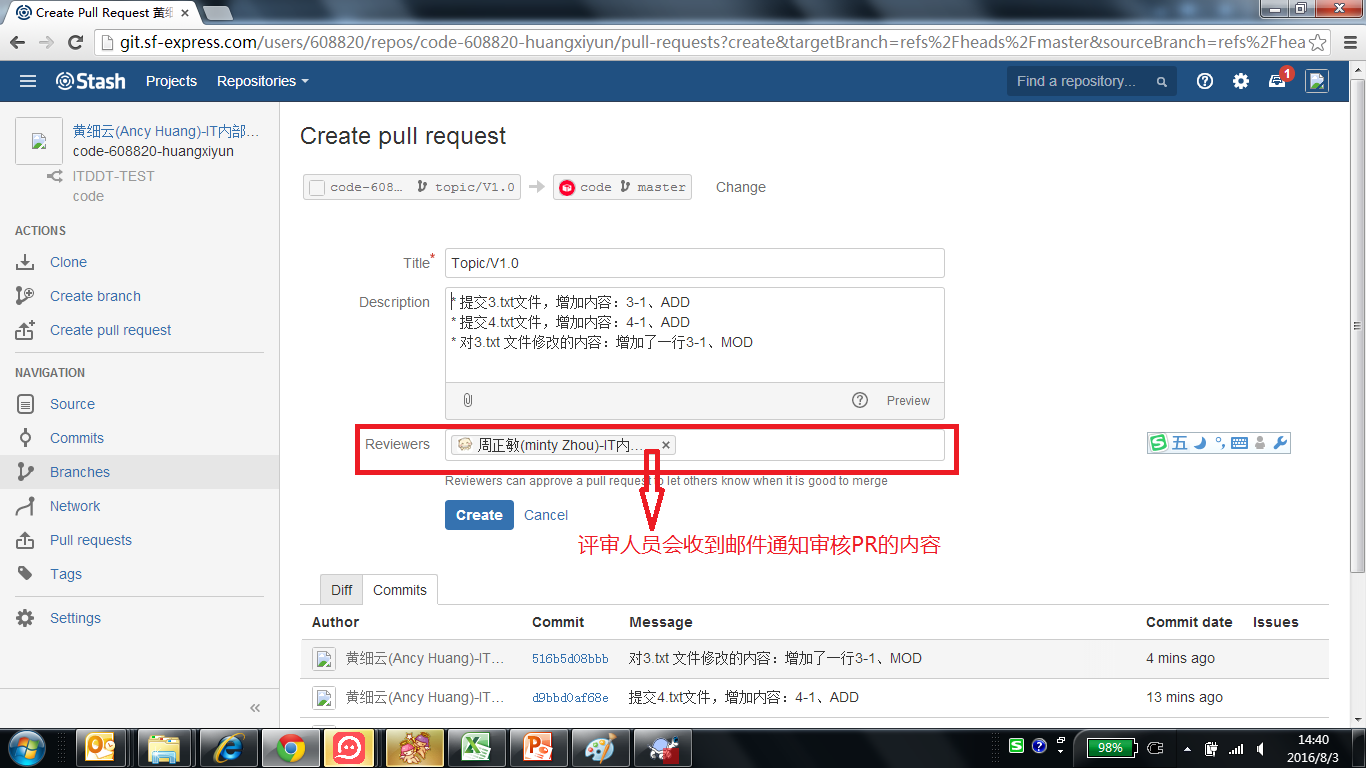 Create Pull Request 黄细
git.sf-express.com/users/608820/repos/code-608820-huangxiyun/pull-requests?create&targetBranch=refs%2Fheads%2Fmaster&sourceBranch=refs%2Fhea
Stash Projects Repositories Find a repository... 1
黄细云(Ancy Huang)-IT内部...
code-608820-huangxiyun
ITDDT-TEST
code
ACTIONS
Clone
Create branch
Create pull request
NAVIGATION
Source
Commits
Branches
Network
Pull requests
Tags
Settings
Create pull request
code-608... topic/V1.0 code master Change
Title* Topic/V1.0
Description
* 提交3.txt文件，增加内容：3-1、ADD
* 提交4.txt文件，增加内容：4-1、ADD
* 对3.txt 文件修改的内容：增加了一行3-1、MOD
Preview
Reviewers 周正敏(minty Zhou)-IT内...
五
Reviewers can approve a pull request to let others know when it is good to merge
Create Cancel
评审人员会收到邮件通知审核PR的内容
Diff Commits
Author Commit Message Commit date Issues
黄细云(Ancy Huang)-IT... 516b5d08bbb 对3.txt 文件修改的内容：增加了一行3-1、MOD 4 mins ago
黄细云(Ancy Huang)-IT... d9bbd0af68e 提交4.txt文件，增加内容：4-1、ADD 13 mins ago
98%
14:40
2016/8/3